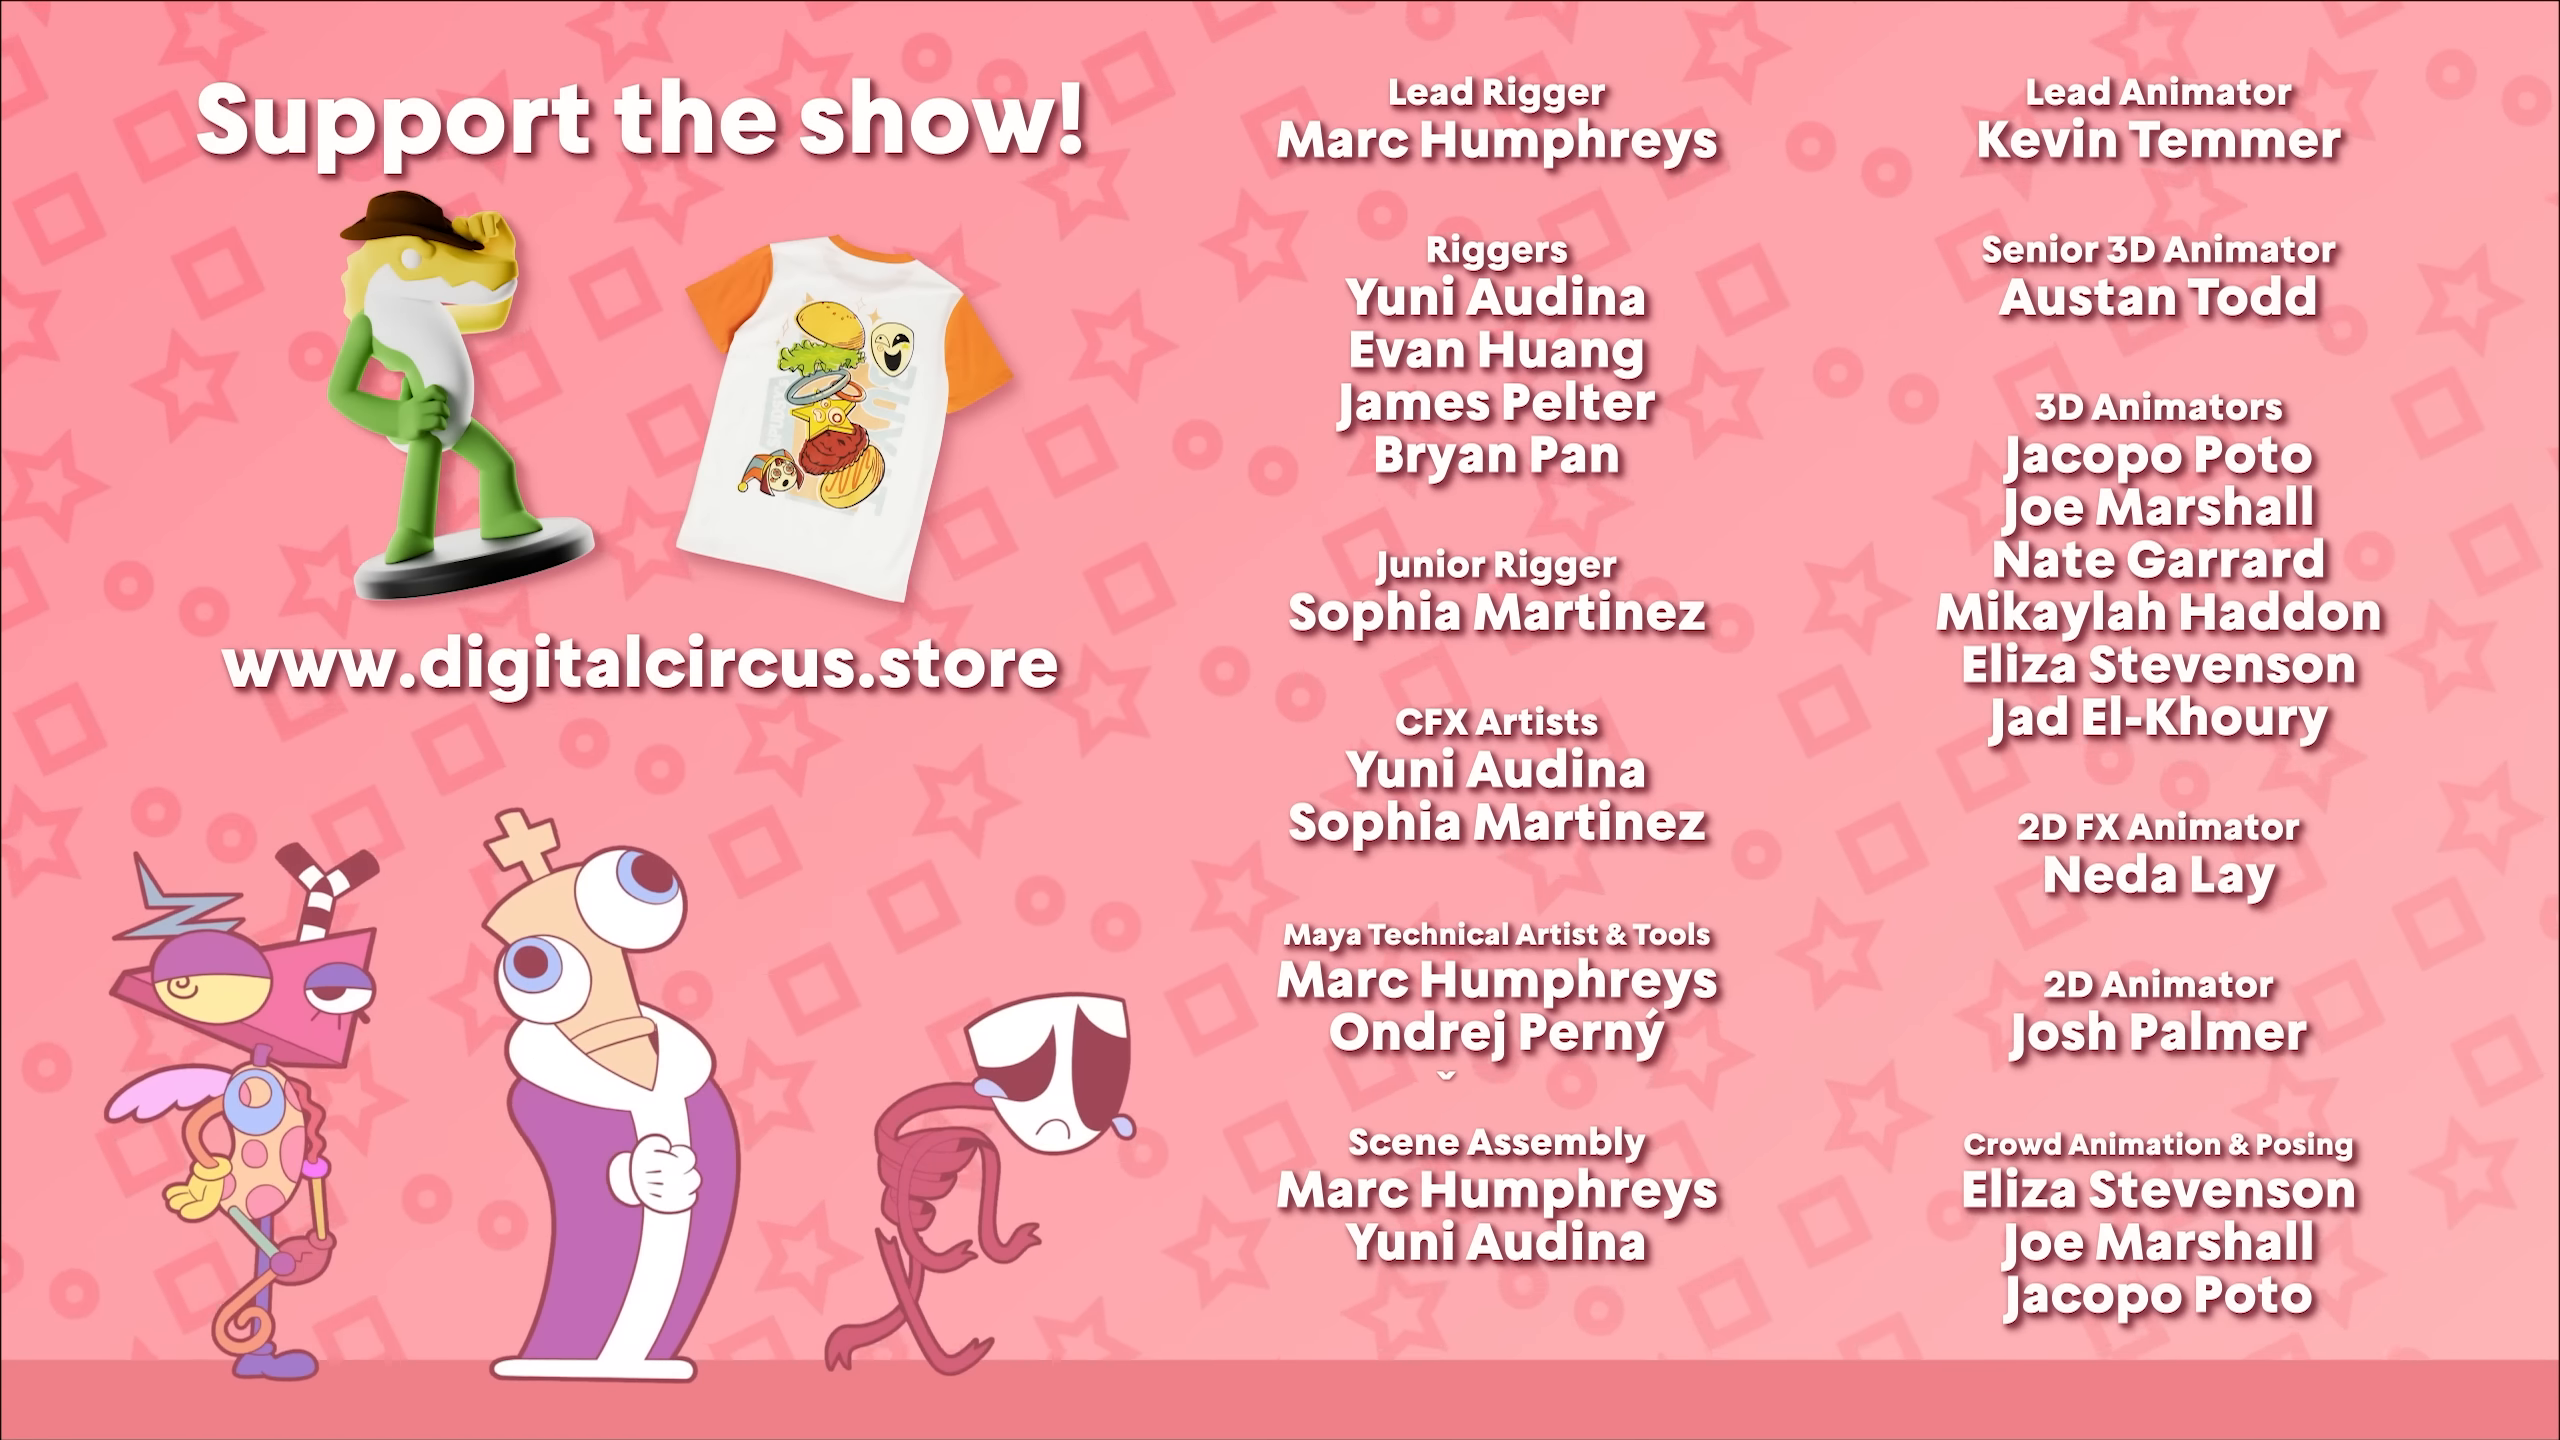 Support the show!
www.digitalcircus.store
Lead Rigger
Marc Humphreys
Riggers
Yuni Audina
Evan Huang
James Pelter
Bryan Pan
Junior Rigger
Sophia Martinez
CFX Artists
Yuni Audina
Sophia Martinez
Maya Technical Artist & Tools
Marc Humphreys
Ondrej Perný
Scene Assembly
Marc Humphreys
Yuni Audina
Lead Animator
Kevin Temmer
Senior 3D Animator
Austan Todd
3D Animators
Jacopo Poto
Joe Marshall
Nate Garrard
Mikaylah Haddon
Eliza Stevenson
Jad El-Khoury
2D FX Animator
Neda Lay
2D Animator
Josh Palmer
Crowd Animation & Posing
Eliza Stevenson
Joe Marshall
Jacopo Poto